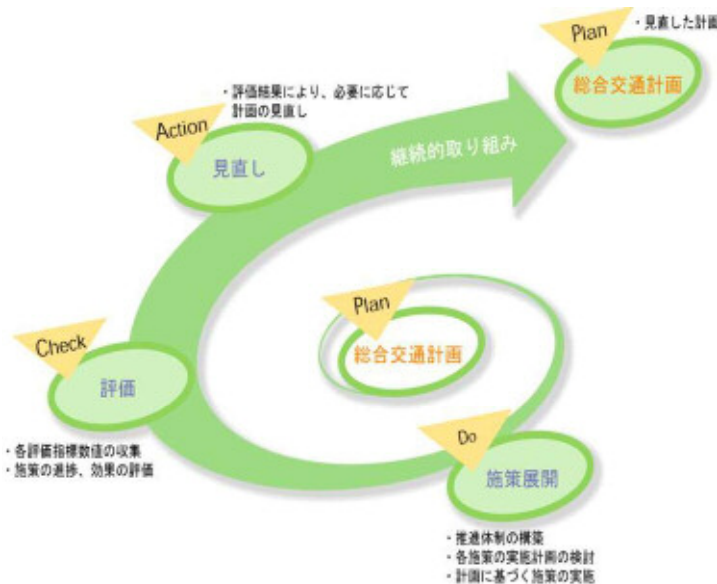 Plan
・見直した計画
総合交通計画
・評価結果により、必要に応じて
計画の見直し
Action
見直し
継続的取り組み
Plan
総合交通計画
Check
評価
・各評価指標数値の収集
・施策の進捗、効果の評価
Do
施策展開
・推進体制の構築
・各施策の実施計画の検討
・計画に基づく施策の実施